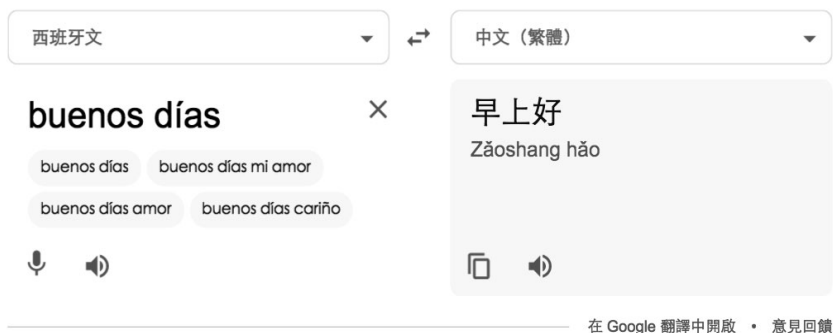 西班牙文
中文（繁體）
buenos días
buenos días
buenos días mi amor
buenos días amor
buenos días cariño
早上好
Zǎoshang hǎo
在 Google 翻譯中開啟 • 意見回饋